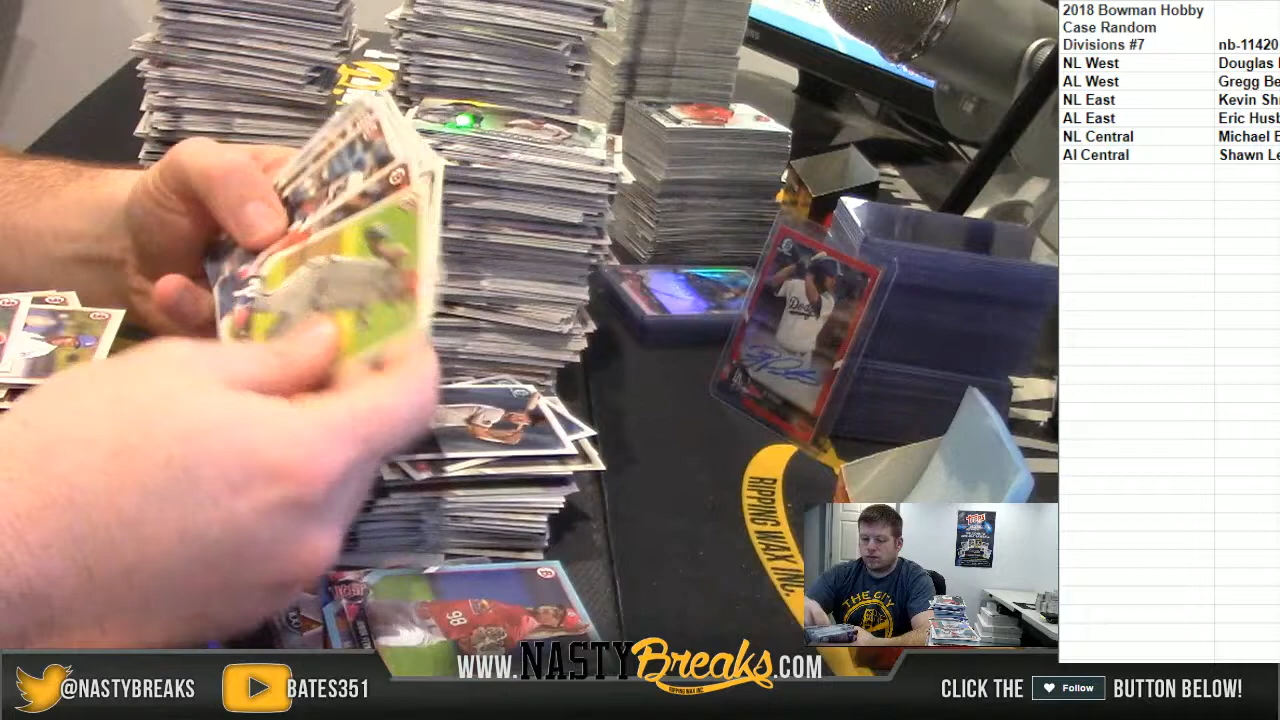 2018 Bowman Hobby
Case Random
Divisions #7 nb-11420
NL West Douglas
AL West Gregg Be
NL East Kevin Sh
AL East Eric Husb
NL Central Michael B
Al Central Shawn Le
Dodgers
RIPPING WAX INC.
98
THE CITY
@NASTYBREAKS
BATES351
WWW.NASTYBreaks.COM
RIPPING WAX INC
CLICK THE Follow BUTTON BELOW!